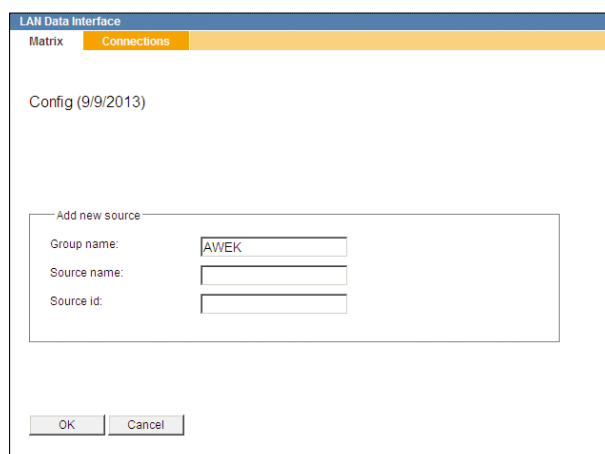 LAN Data Interface
Matrix Connections
Config (9/9/2013)
Add new source
Group name: AWEK
Source name:
Source id:
OK Cancel